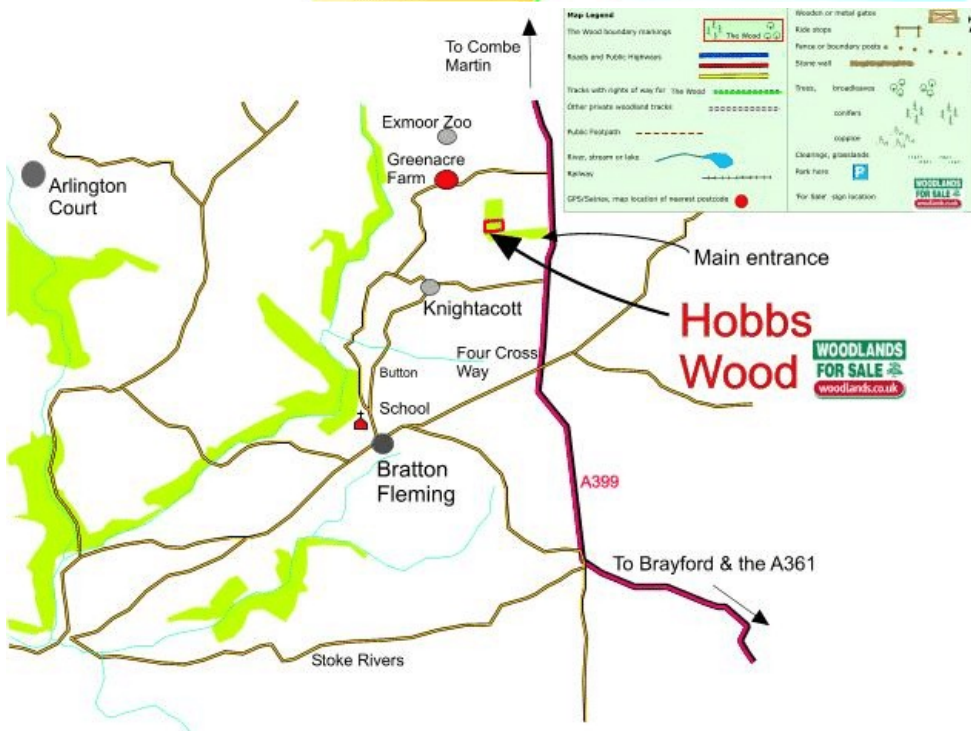 To Combe
Martin
Exmoor Zoo
Greenacre
Farm
Arlington
Court
Knightacott
Main entrance
Hobbs
Wood
WOODLANDS
FOR SALE
woodlands.co.uk
Four Cross
Way
Button
School
Bratton
Fleming
A399
To Brayford & the A361
Stoke Rivers
Map Legend
The Wood boundary markings
The Wood
Roads and Public Highways
Tracks with rights of way for The Wood
Other private woodland tracks
Public Footpath
River, stream or lake
Railway
GPS/Satnav, map location of nearest postcode
Wooden or metal gates
Ride stops
Fence or boundary posts
Stone wall
Trees, broadleaves
conifers
coppice
Clearings, grasslands
Park here
P
'For Sale' sign location
WOODLANDS
FOR SALE
woodlands.co.uk